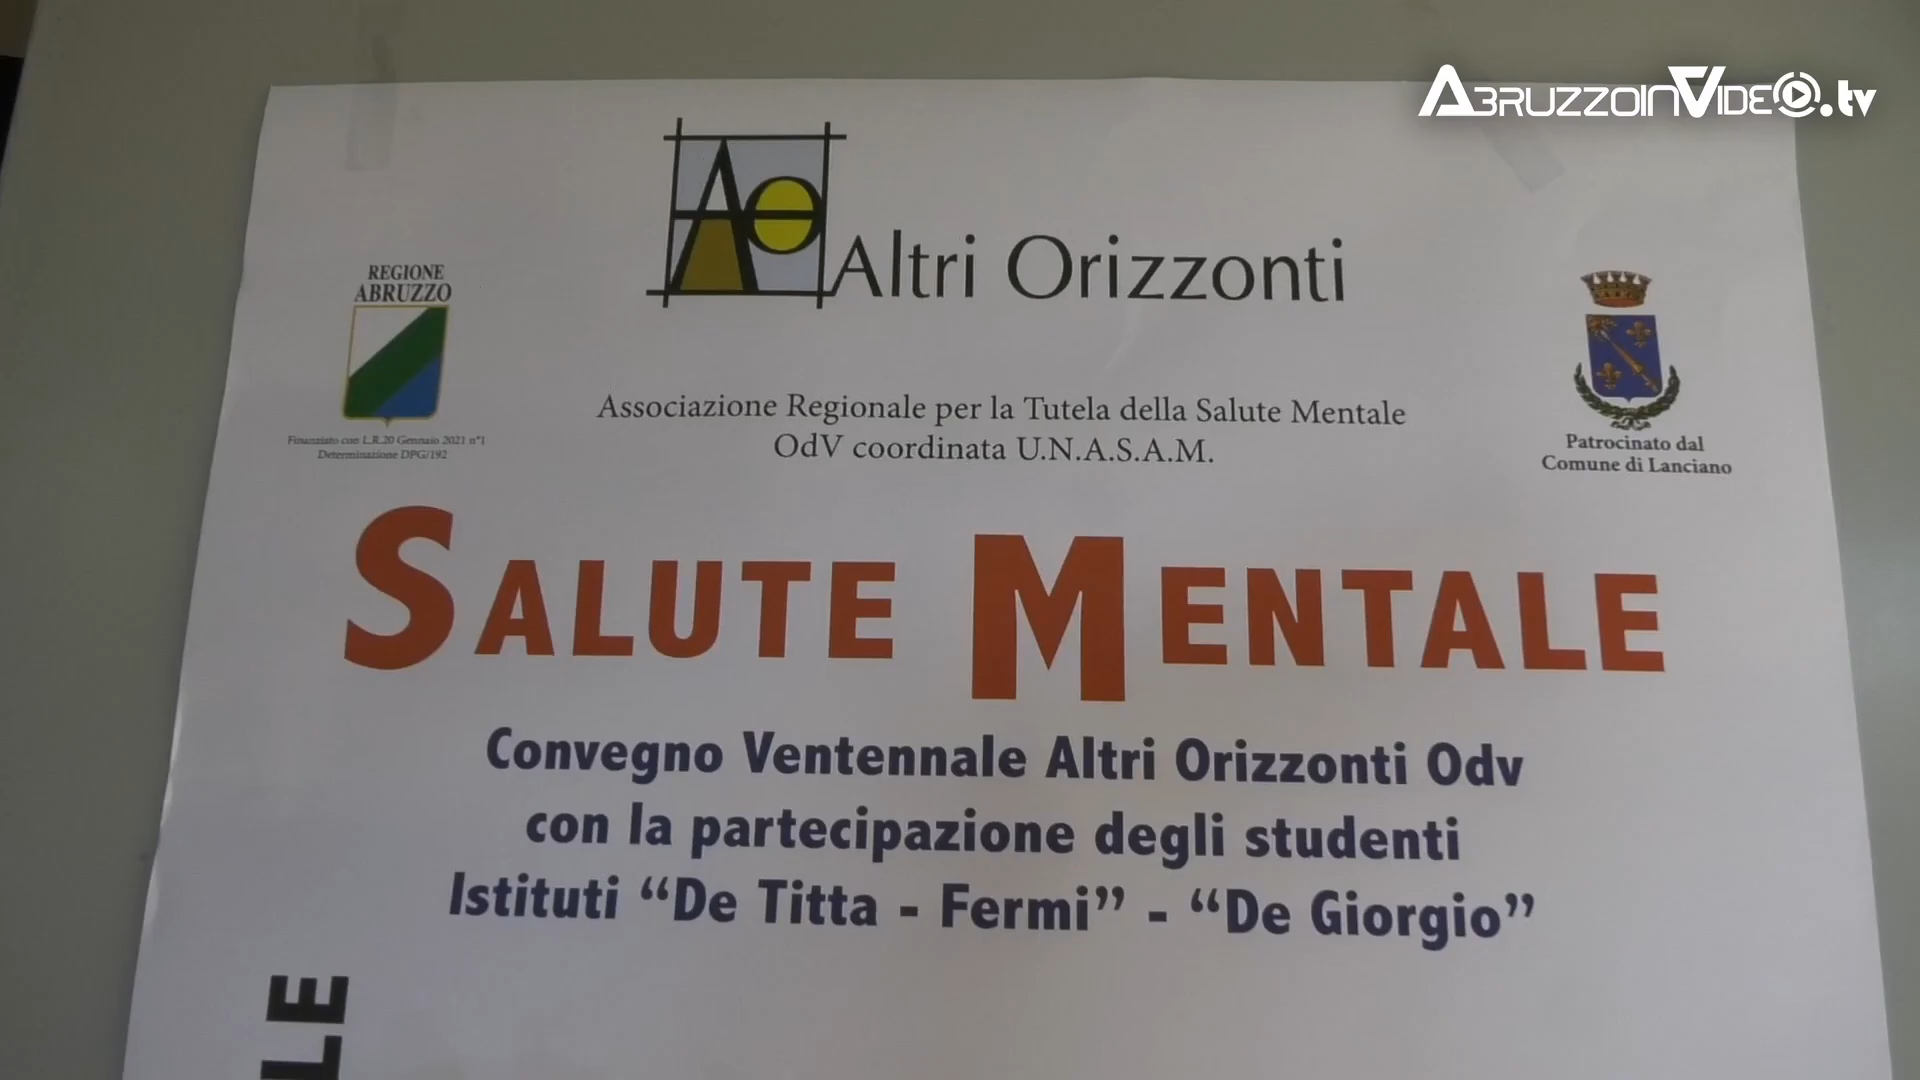 ABRUZZOINVIDEO.tv
Altri Orizzonti
REGIONE
ABRUZZO
Finanziato con L.R.20 Gennaio 2021 n°1
Determinazione DPG/192
Associazione Regionale per la Tutela della Salute Mentale
OdV coordinata U.N.A.S.A.M.
Patrocinato dal
Comune di Lanciano
SALUTE MENTALE
Convegno Ventennale Altri Orizzonti Odv
con la partecipazione degli studenti
Istituti “De Titta - Fermi” - “De Giorgio”
LE